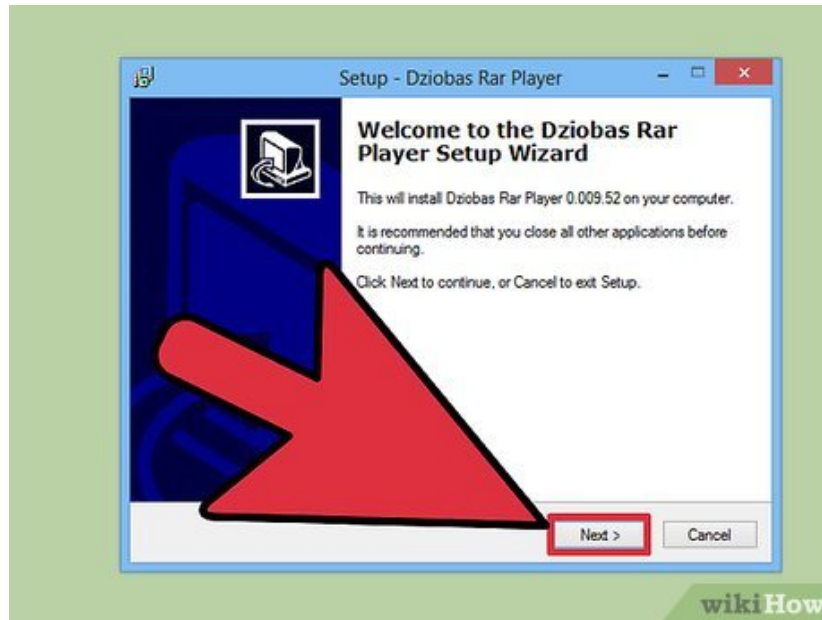 Setup - Dziobas Rar Player
Welcome to the Dziobas Rar
Player Setup Wizard
This will install Dziobas Rar Player 0.009.52 on your computer.
It is recommended that you close all other applications before
continuing.
Click Next to continue, or Cancel to exit Setup.
Next >
Cancel
wikiHow